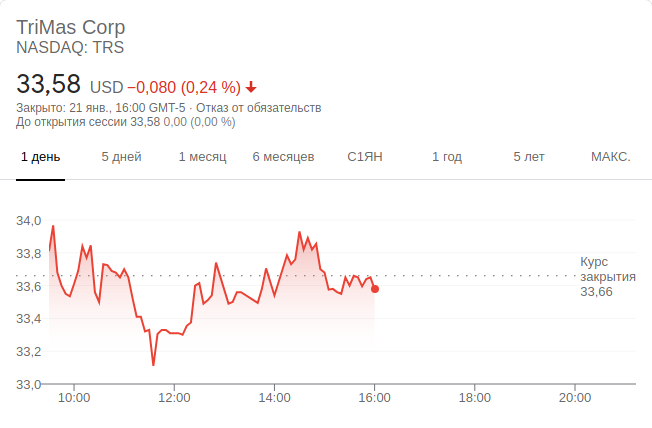 TriMas Corp
NASDAQ: TRS
33,58 USD −0,080 (0,24 %)
Закрыто: 21 янв., 16:00 GMT-5 · Отказ от обязательств
До открытия сессии 33,58 0,00 (0,00 %)
1 день 5 дней 1 месяц 6 месяцев С1ЯН 1 год 5 лет МАКС.
34,0
33,8
33,6
33,4
33,2
33,0
Курс
закрытия
33,66
10:00 12:00 14:00 16:00 18:00 20:00